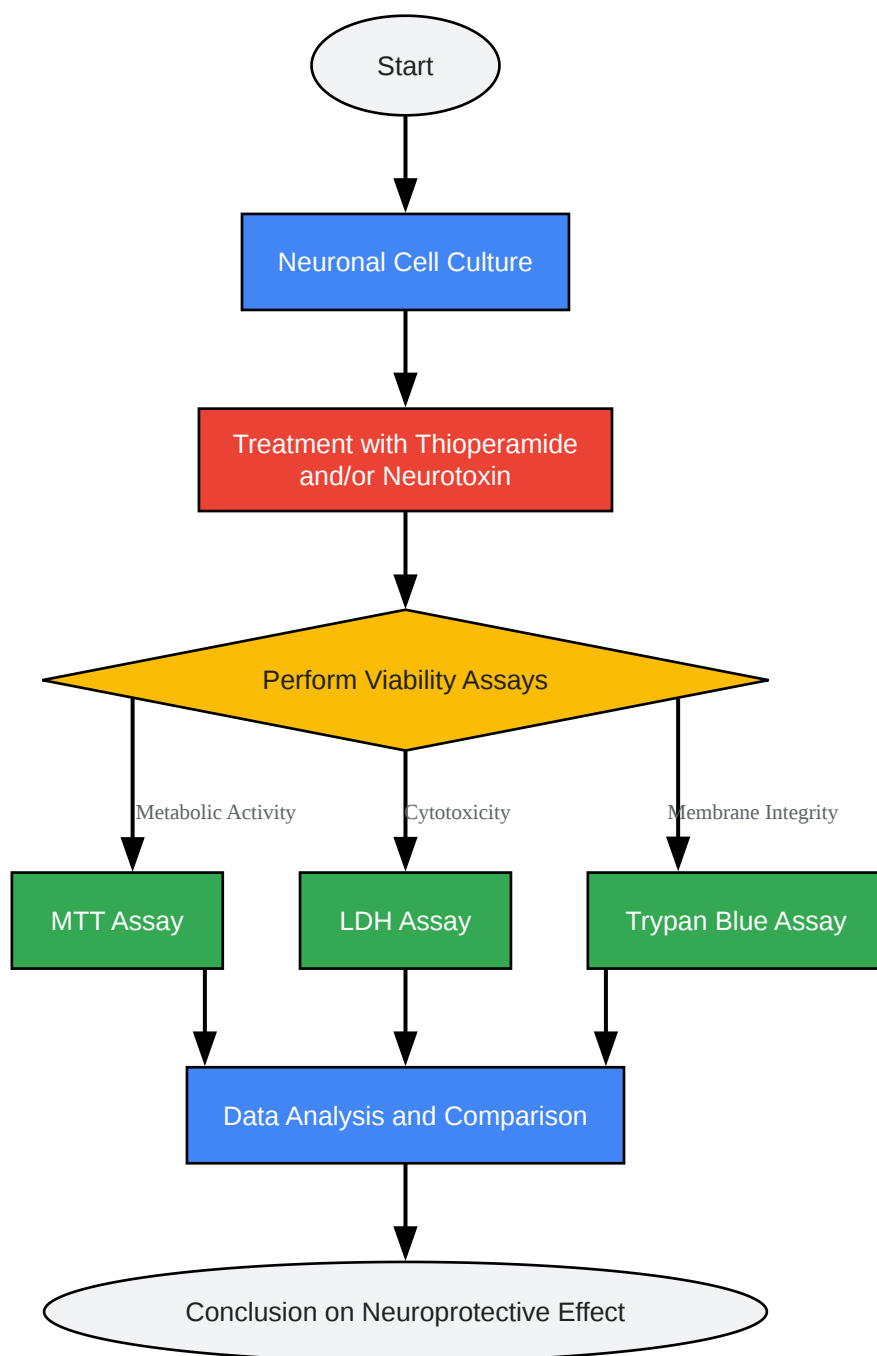 Start
Neuronal Cell Culture
Treatment with Thioperamide
and/or Neurotoxin
Perform Viability Assays
Metabolic Activity
Cytotoxicity
Membrane Integrity
MTT Assay
LDH Assay
Trypan Blue Assay
Data Analysis and Comparison
Conclusion on Neuroprotective Effect